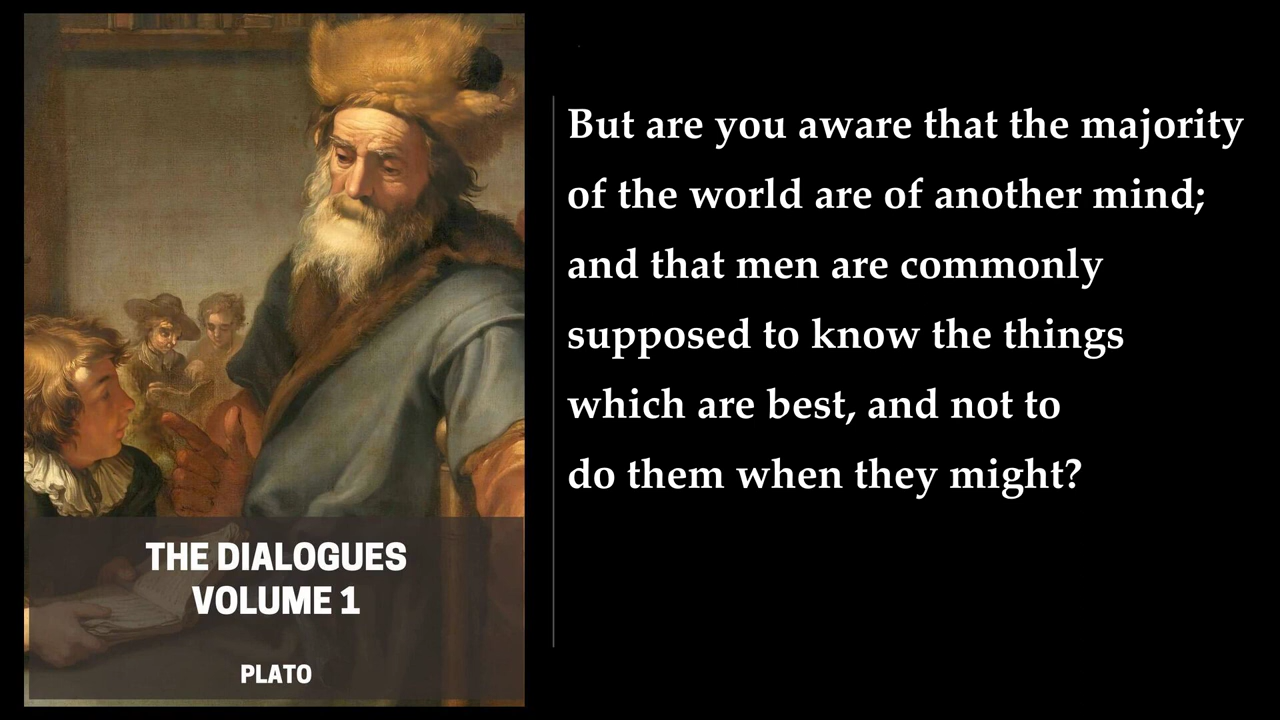 THE DIALOGUES
VOLUME 1
PLATO
But are you aware that the majority
of the world are of another mind;
and that men are commonly
supposed to know the things
which are best, and not to
do them when they might?